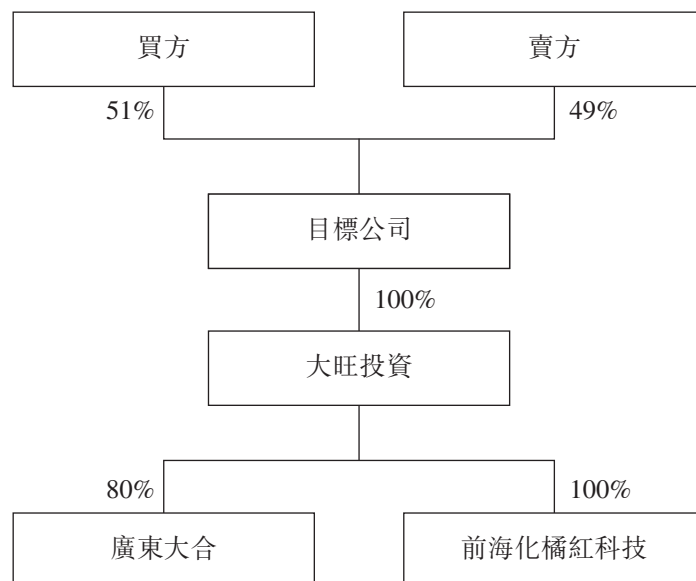 買方
賣方
51%
49%
目標公司
100%
大旺投資
80%
100%
廣東大合
前海化橘紅科技